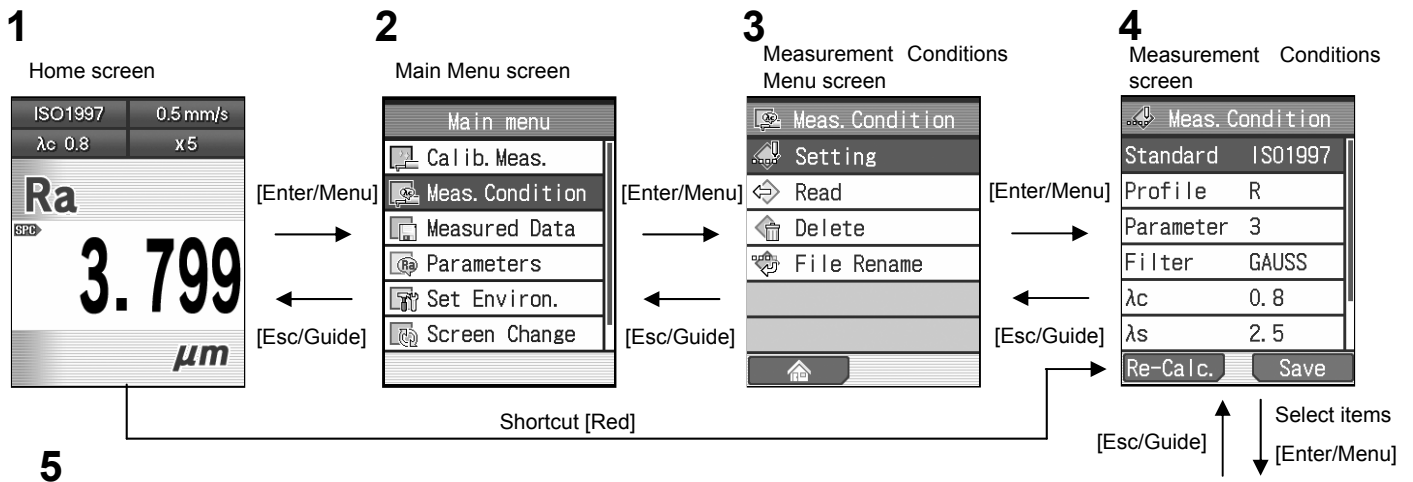 1
Home screen
ISO1997 0.5 mm/s
λc 0.8 x5
Ra
SPC
3.799
µm
[Enter/Menu]
[Esc/Guide]
2
Main Menu screen
Main menu
Calib. Meas.
Meas. Condition
Measured Data
Parameters
Set Environ.
Screen Change
[Enter/Menu]
[Esc/Guide]
3
Measurement Conditions
Menu screen
Meas. Condition
Setting
Read
Delete
File Rename
[Enter/Menu]
[Esc/Guide]
4
Measurement Conditions
screen
Meas. Condition
Standard ISO1997
Profile R
Parameter 3
Filter GAUSS
λc 0.8
λs 2.5
Re-Calc. Save
Shortcut [Red]
[Esc/Guide]
Select items
[Enter/Menu]
5